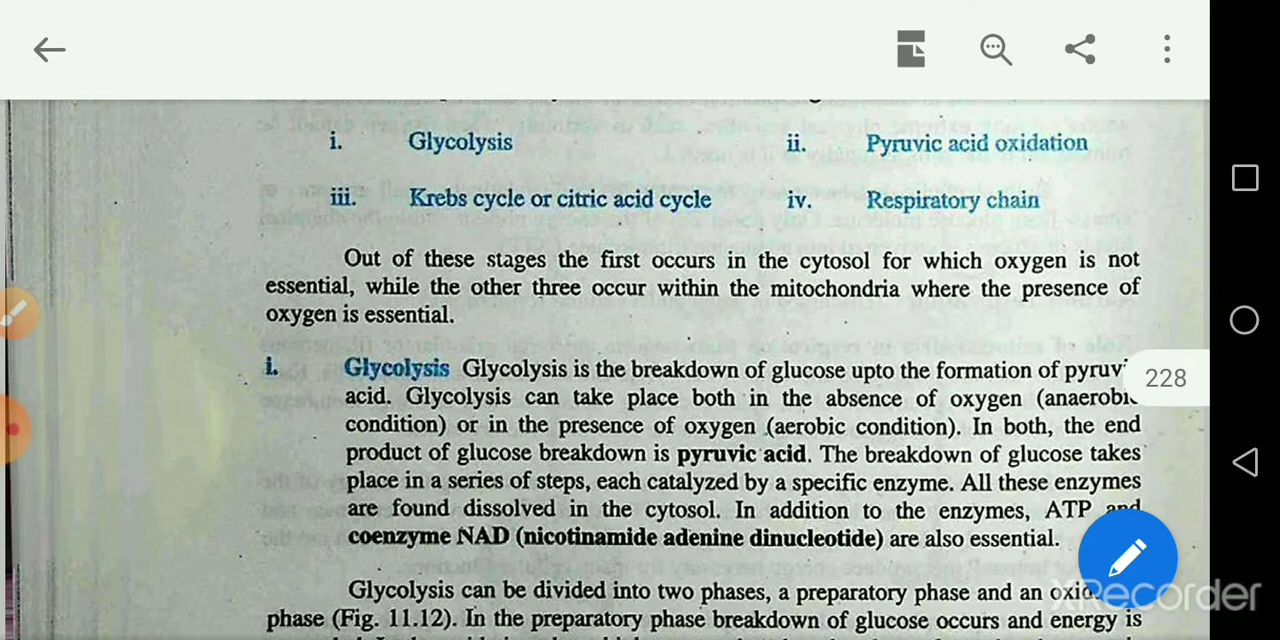 i. Glycolysis ii. Pyruvic acid oxidation
iii. Krebs cycle or citric acid cycle iv. Respiratory chain
Out of these stages the first occurs in the cytosol for which oxygen is not
essential, while the other three occur within the mitochondria where the presence of
oxygen is essential.
i. Glycolysis Glycolysis is the breakdown of glucose upto the formation of
acid. Glycolysis can take place both in the absence of oxygen (anaerobic
228
condition) or in the presence of oxygen (aerobic condition). In both, the end
product of glucose breakdown is pyruvic acid. The breakdown of glucose takes
place in a series of steps, each catalyzed by a specific enzyme. All these enzymes
are found dissolved in the cytosol. In addition to the enzymes, ATP and
coenzyme NAD (nicotinamide adenine dinucleotide) are also essential.
Glycolysis can be divided into two phases, a preparatory phase and an
XRecorder
phase (Fig. 11.12). In the preparatory phase breakdown of glucose occurs and energy is